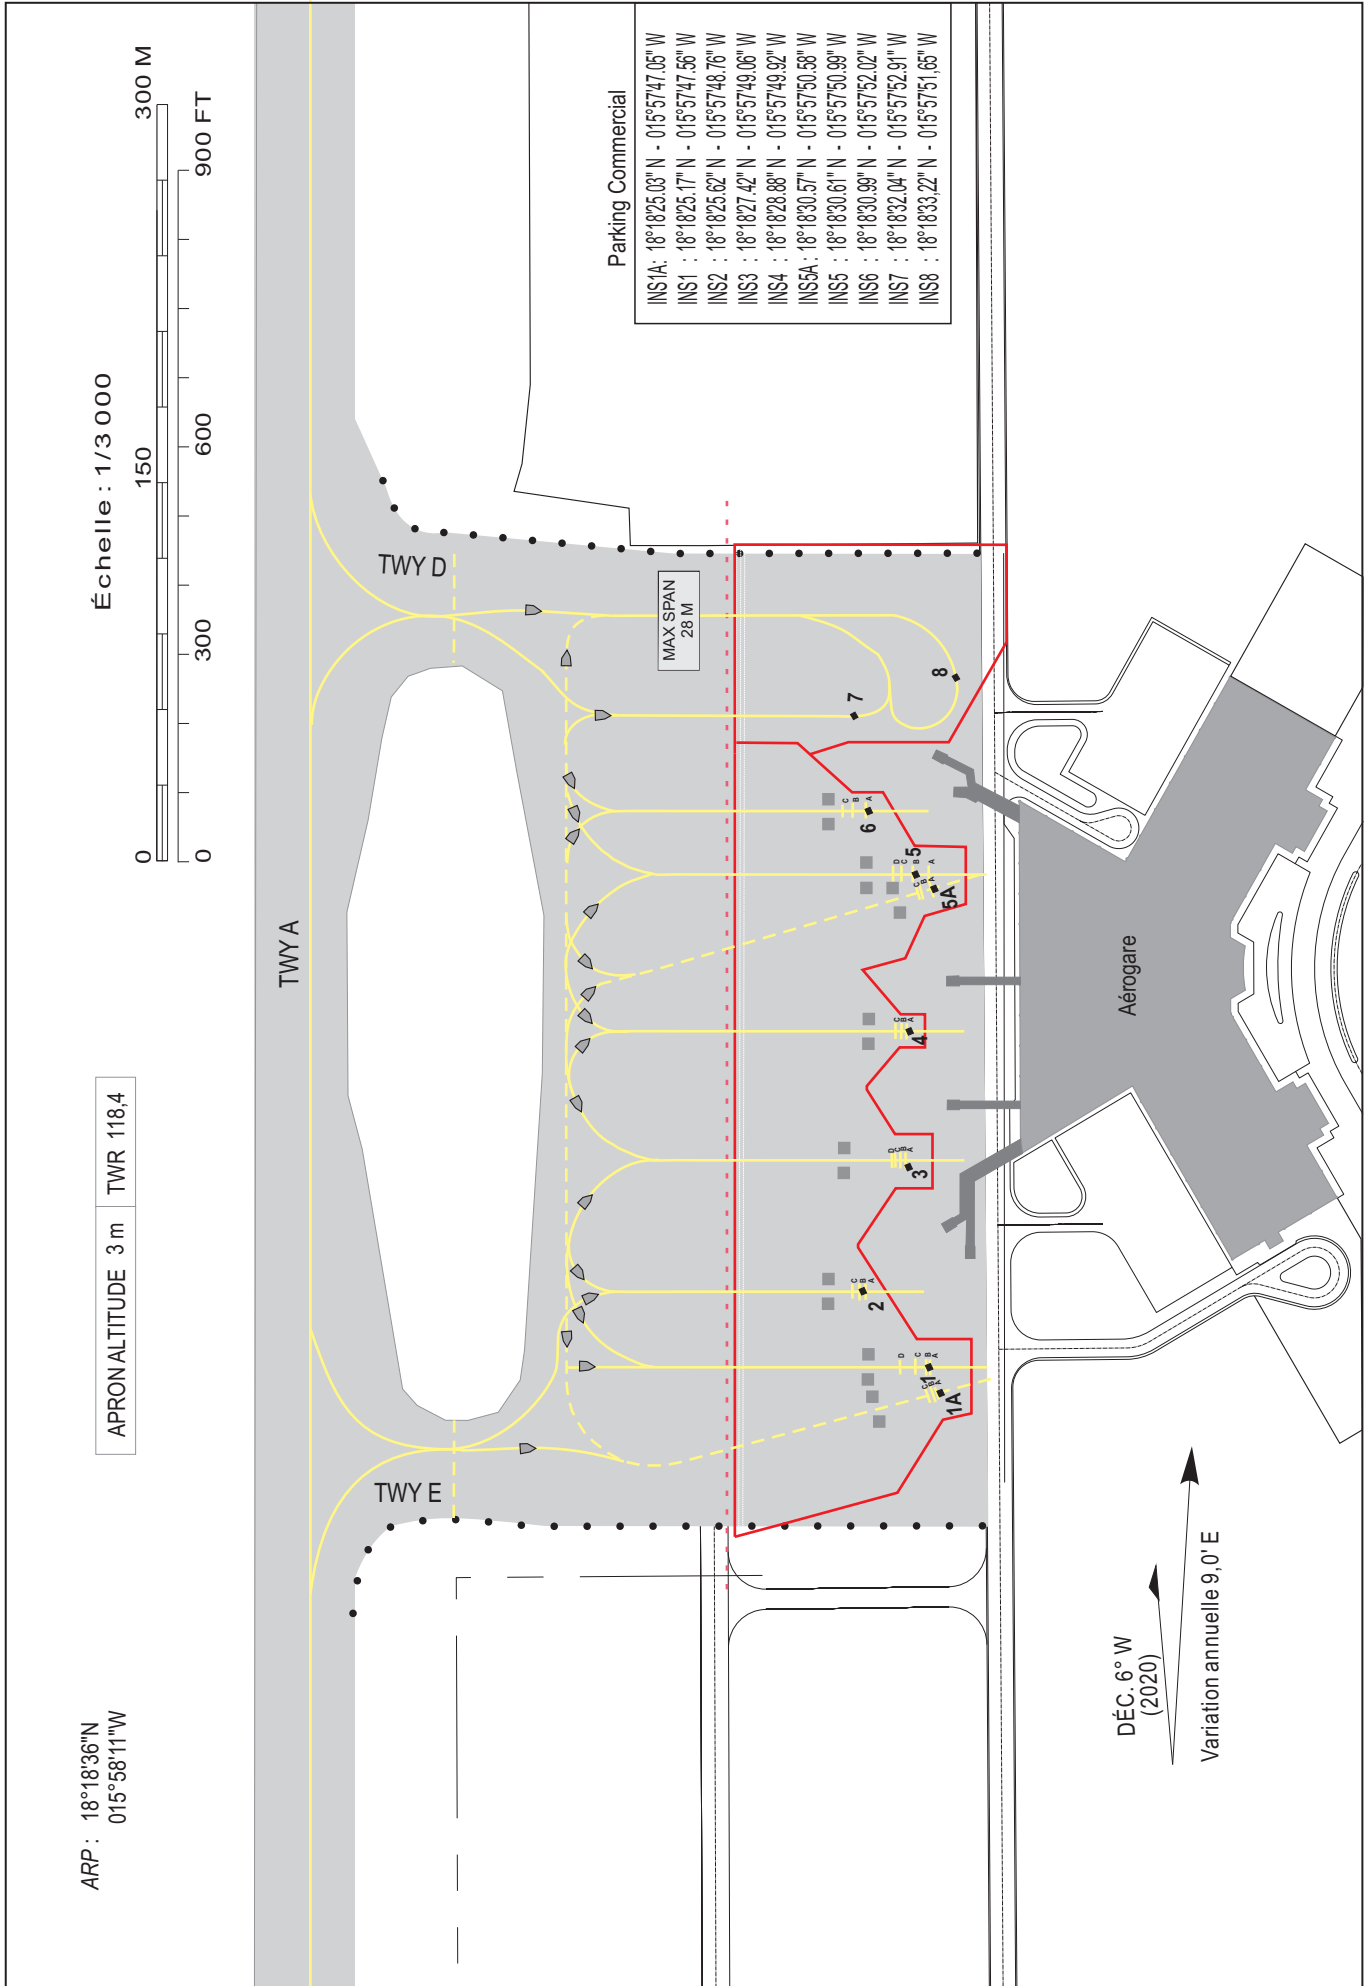 ARP : 18°18'36"N
015°58'11"W
APRON ALTITUDE 3 m
TWR 118,4
Échelle : 1/3 000
0 150 300 M
0 300 600 900 FT
TWY A
TWY E
TWY D
MAX SPAN
28 M
Parking Commercial
INS1A: 18°18'25.03" N - 015°57'47.05" W
INS1 : 18°18'25.17" N - 015°57'47.56" W
INS2 : 18°18'25.62" N - 015°57'48.76" W
INS3 : 18°18'27.42" N - 015°57'49.06" W
INS4 : 18°18'28.88" N - 015°57'49.92" W
INS5A : 18°18'30.57" N - 015°57'50.58" W
INS5 : 18°18'30.61" N - 015°57'50.99" W
INS6 : 18°18'30.99" N - 015°57'52.02" W
INS7 : 18°18'32.04" N - 015°57'52.91" W
INS8 : 18°18'33,22" N - 015°57'51,65" W
C B A
1A
D C B A
1
C B A
2
D C B A
3
C B A
4
C B A
5A
D C B A
5
C B A
6
7
8
Aérogare
DÉC. 6° W
(2020)
Variation annuelle 9,0' E